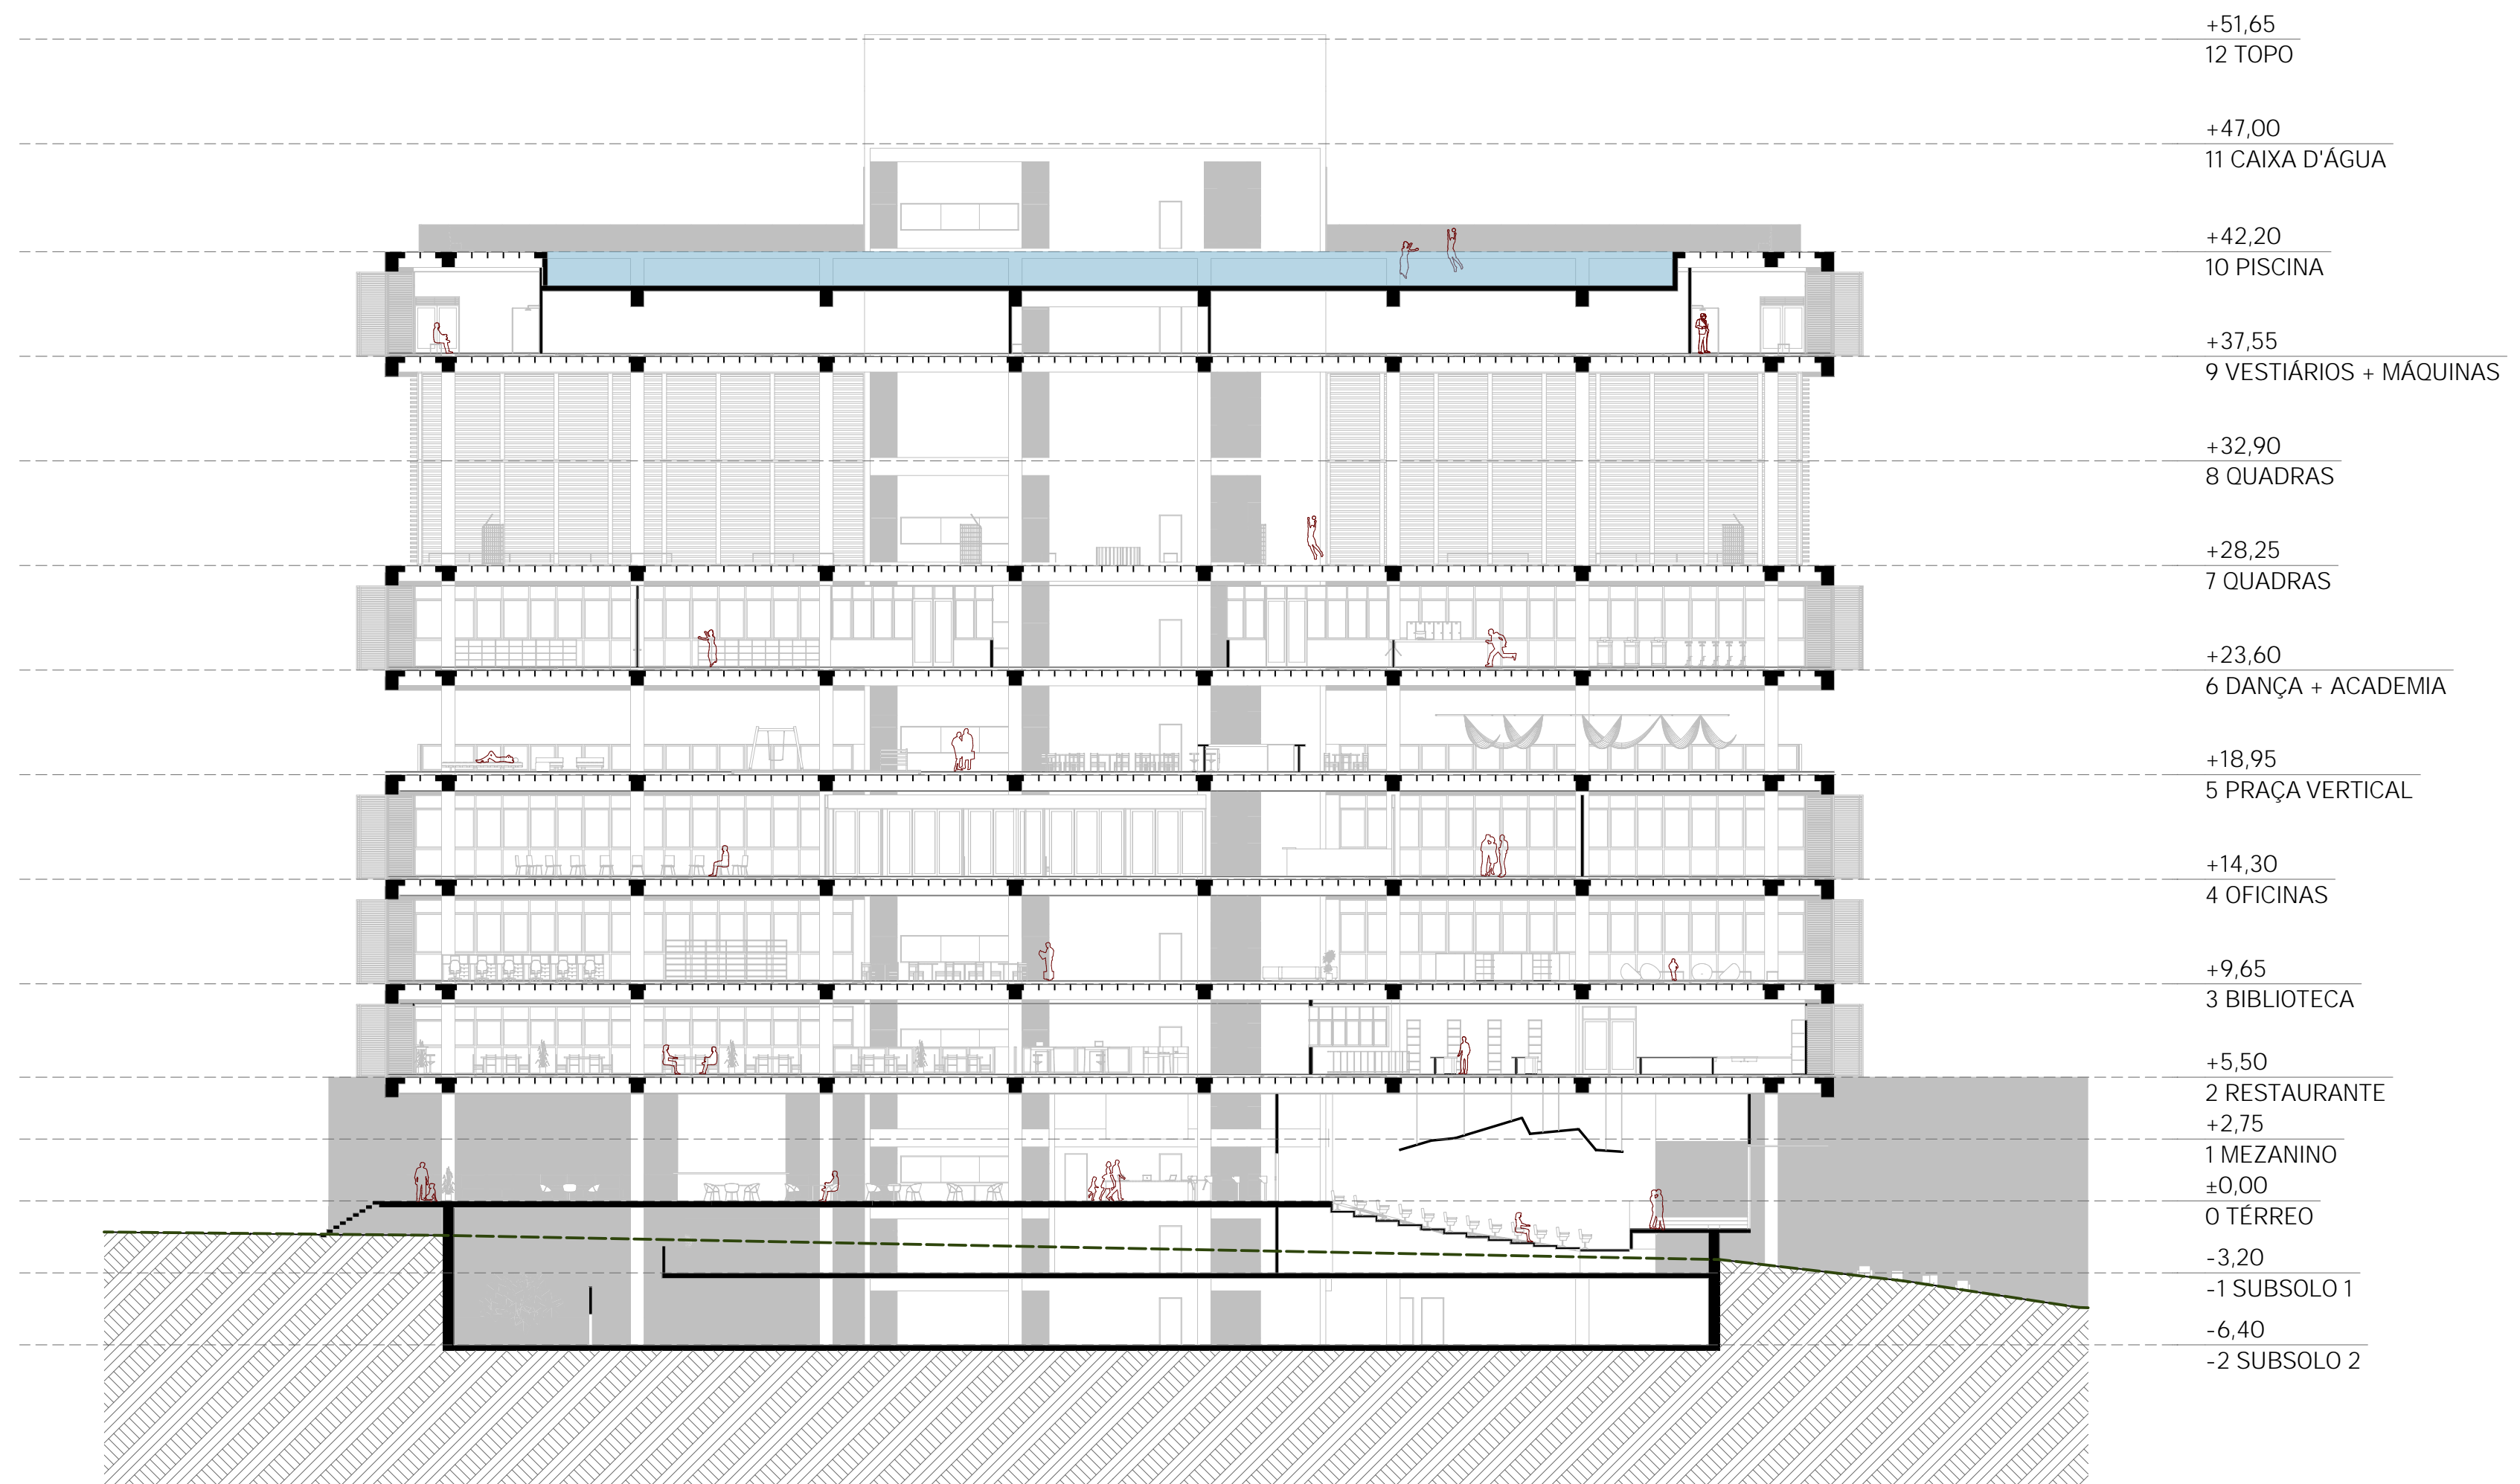 +51,65
12 TOPO
+47,00
11 CAIXA D'ÁGUA
+42,20
10 PISCINA
+37,55
9 VESTIÁRIOS + MÁQUINAS
+32,90
8 QUADRAS
+28,25
7 QUADRAS
+23,60
6 DANÇA + ACADEMIA
+18,95
5 PRAÇA VERTICAL
+14,30
4 OFICINAS
+9,65
3 BIBLIOTECA
+5,50
2 RESTAURANTE
+2,75
1 MEZANINO
±0,00
0 TÉRREO
-3,20
-1 SUBSOLO 1
-6,40
-2 SUBSOLO 2